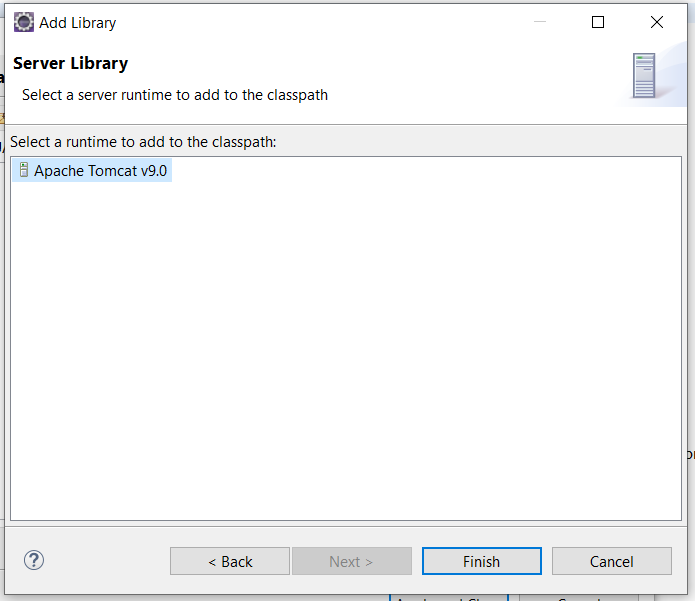 Add Library
Server Library
Select a server runtime to add to the classpath
Select a runtime to add to the classpath:
Apache Tomcat v9.0
?
< Back
Next >
Finish
Cancel